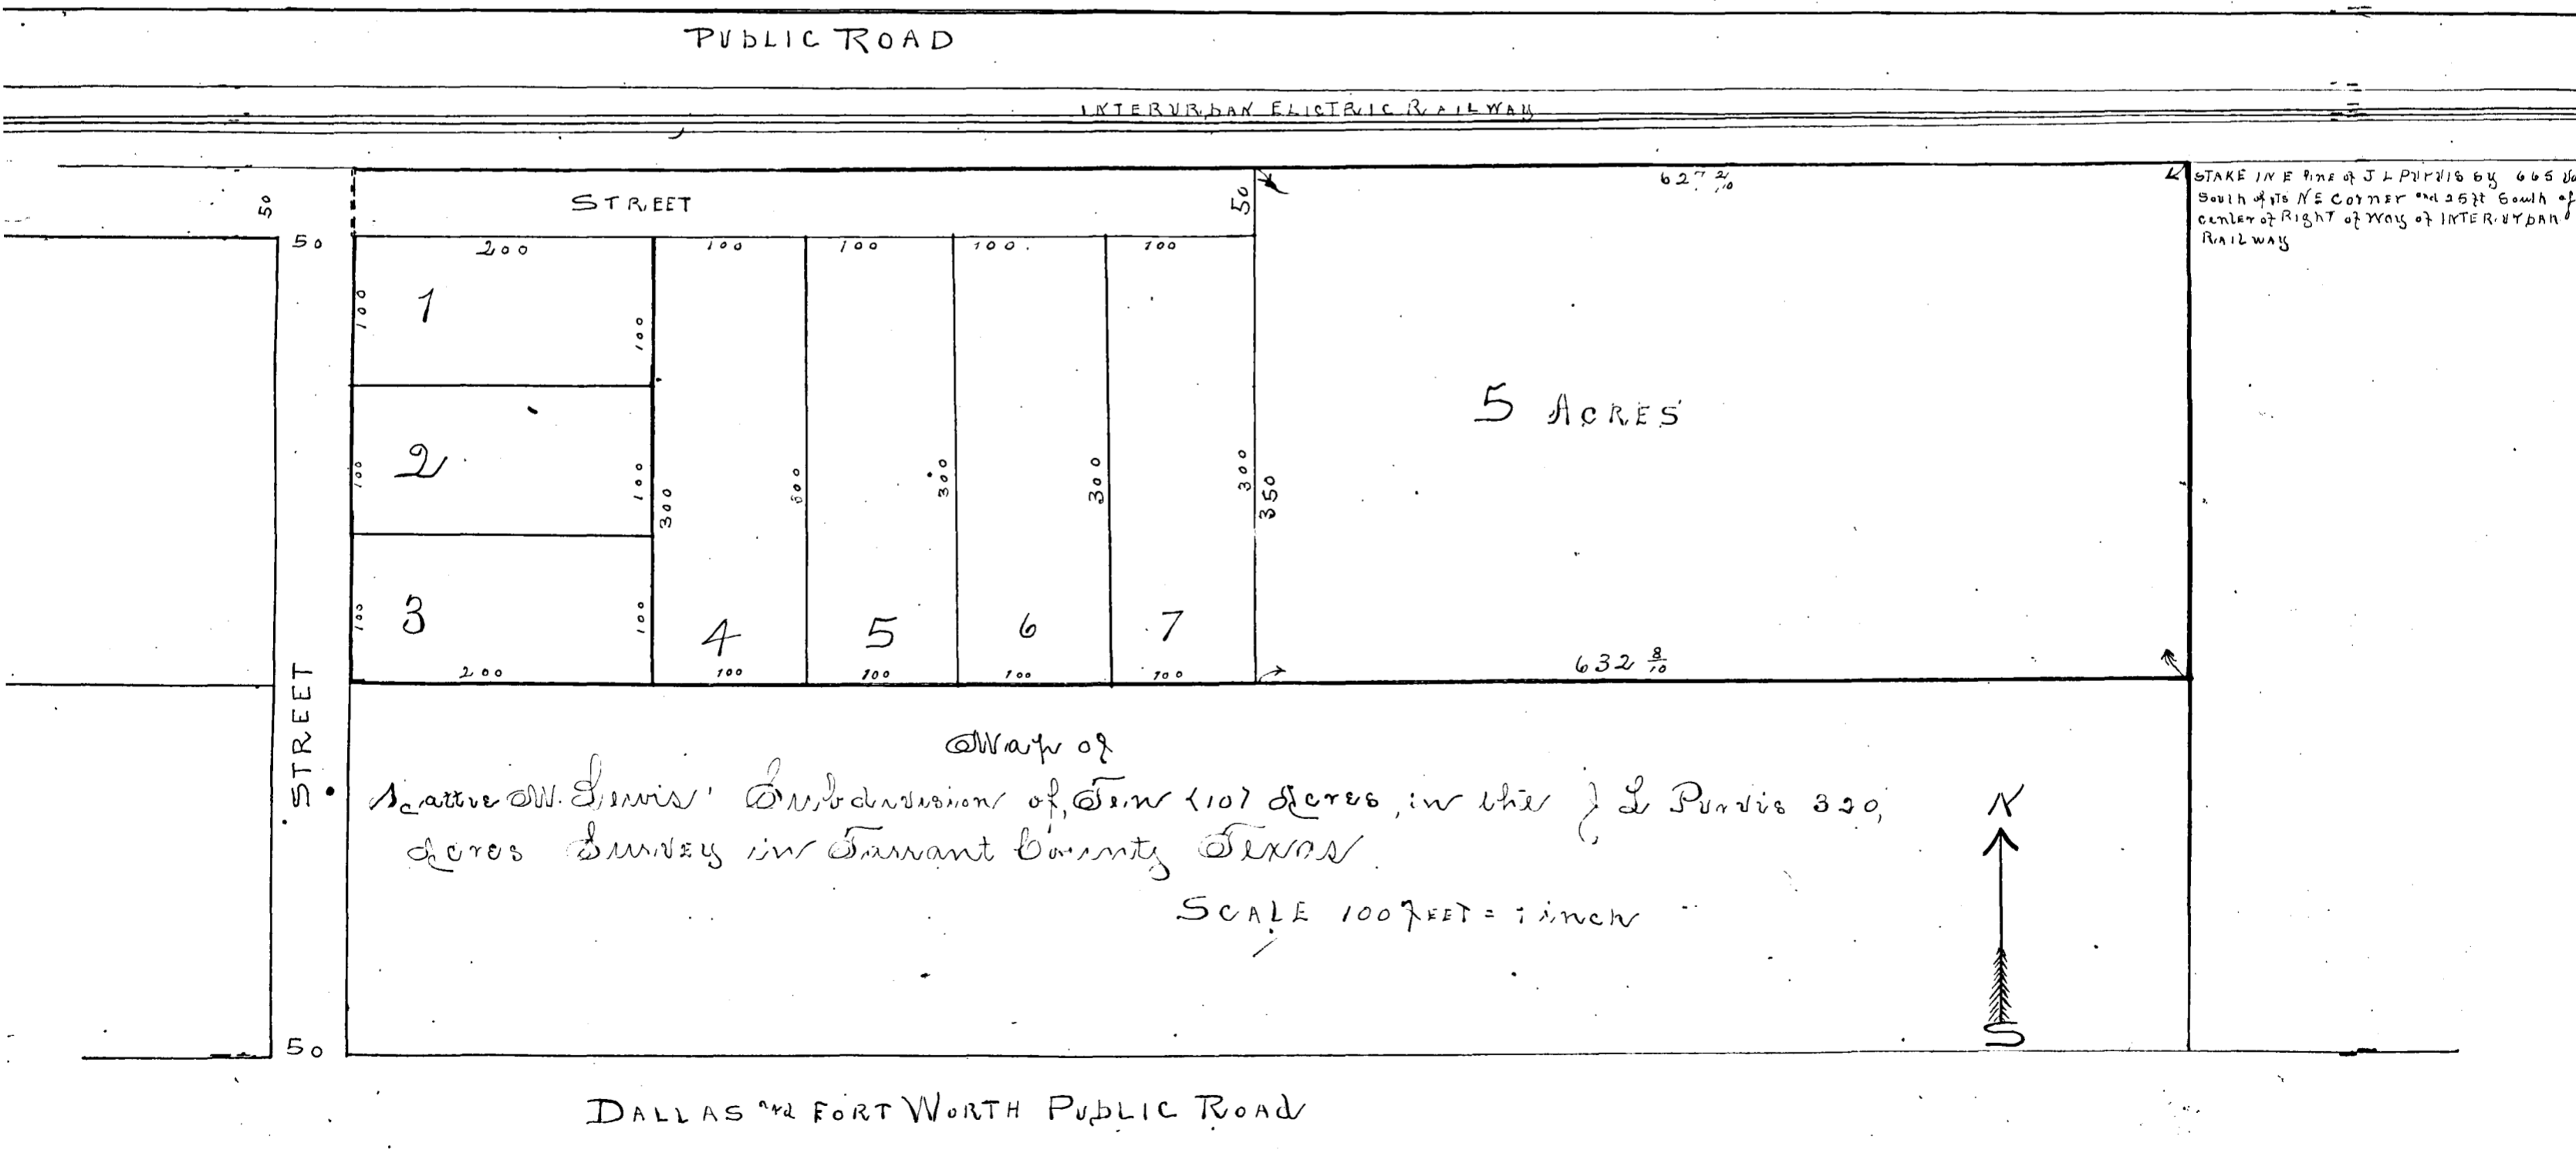 PUBLIC ROAD
INTERURBAN ELICTRIC RAILWAY
STREET
50
50
50
627 2/10
STAKE IN E line of J L PURVIS by 665
South of its NE Corner and 25 ft South of
center of Right of Way of INTERURBAN
RAILWAY
200
100
100
100.
100
1
100
100
2
100
100
3
100
100
200
300
300
300
300
300
350
4
5
6
7
100
100
100
100
5 ACRES
632 8/10
STREET
50
Map of
W. Lewis' Subdivision of Ten (10) Acres, in the J L Purvis 320,
Acres Survey in Tarrant County Texas
SCALE 100 FEET = 1 inch
N
S
DALLAS and FORT WORTH PUBLIC ROAD